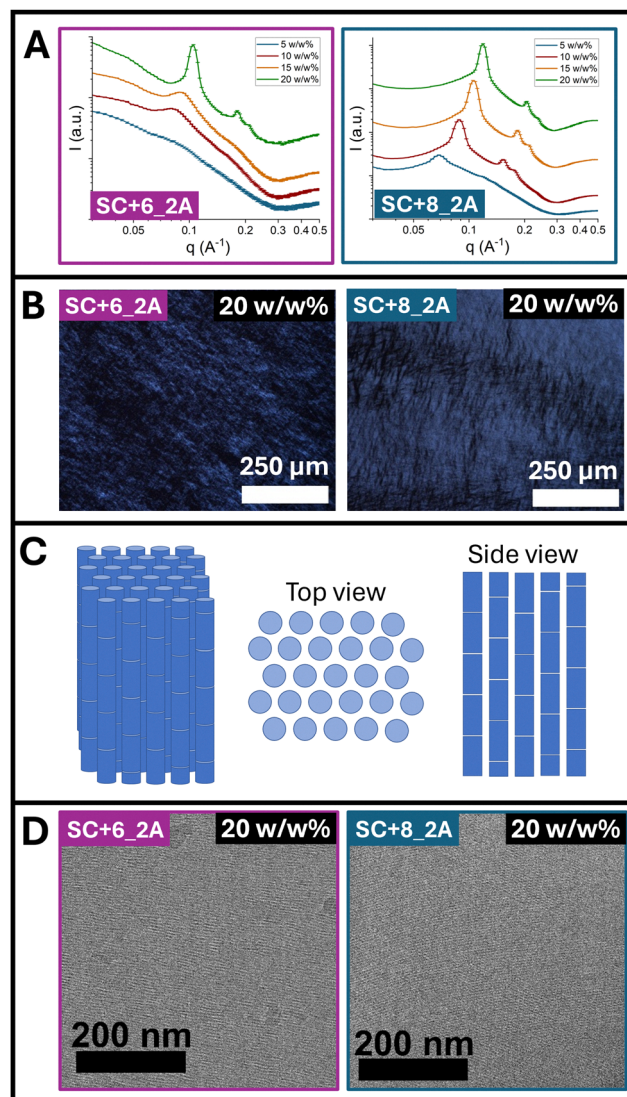 A
I (a.u.)
5 w/w%
10 w/w%
15 w/w%
20 w/w%
SC+6_2A
0.05
0.1
0.2
0.3
0.4
0.5
q (A⁻¹)
I (a.u.)
5 w/w%
10 w/w%
15 w/w%
20 w/w%
SC+8_2A
0.05
0.1
0.2
0.3
0.4
0.5
q (A⁻¹)
B
SC+6_2A
20 w/w%
250 µm
SC+8_2A
20 w/w%
250 µm
C
Top view
Side view
D
SC+6_2A
20 w/w%
200 nm
SC+8_2A
20 w/w%
200 nm